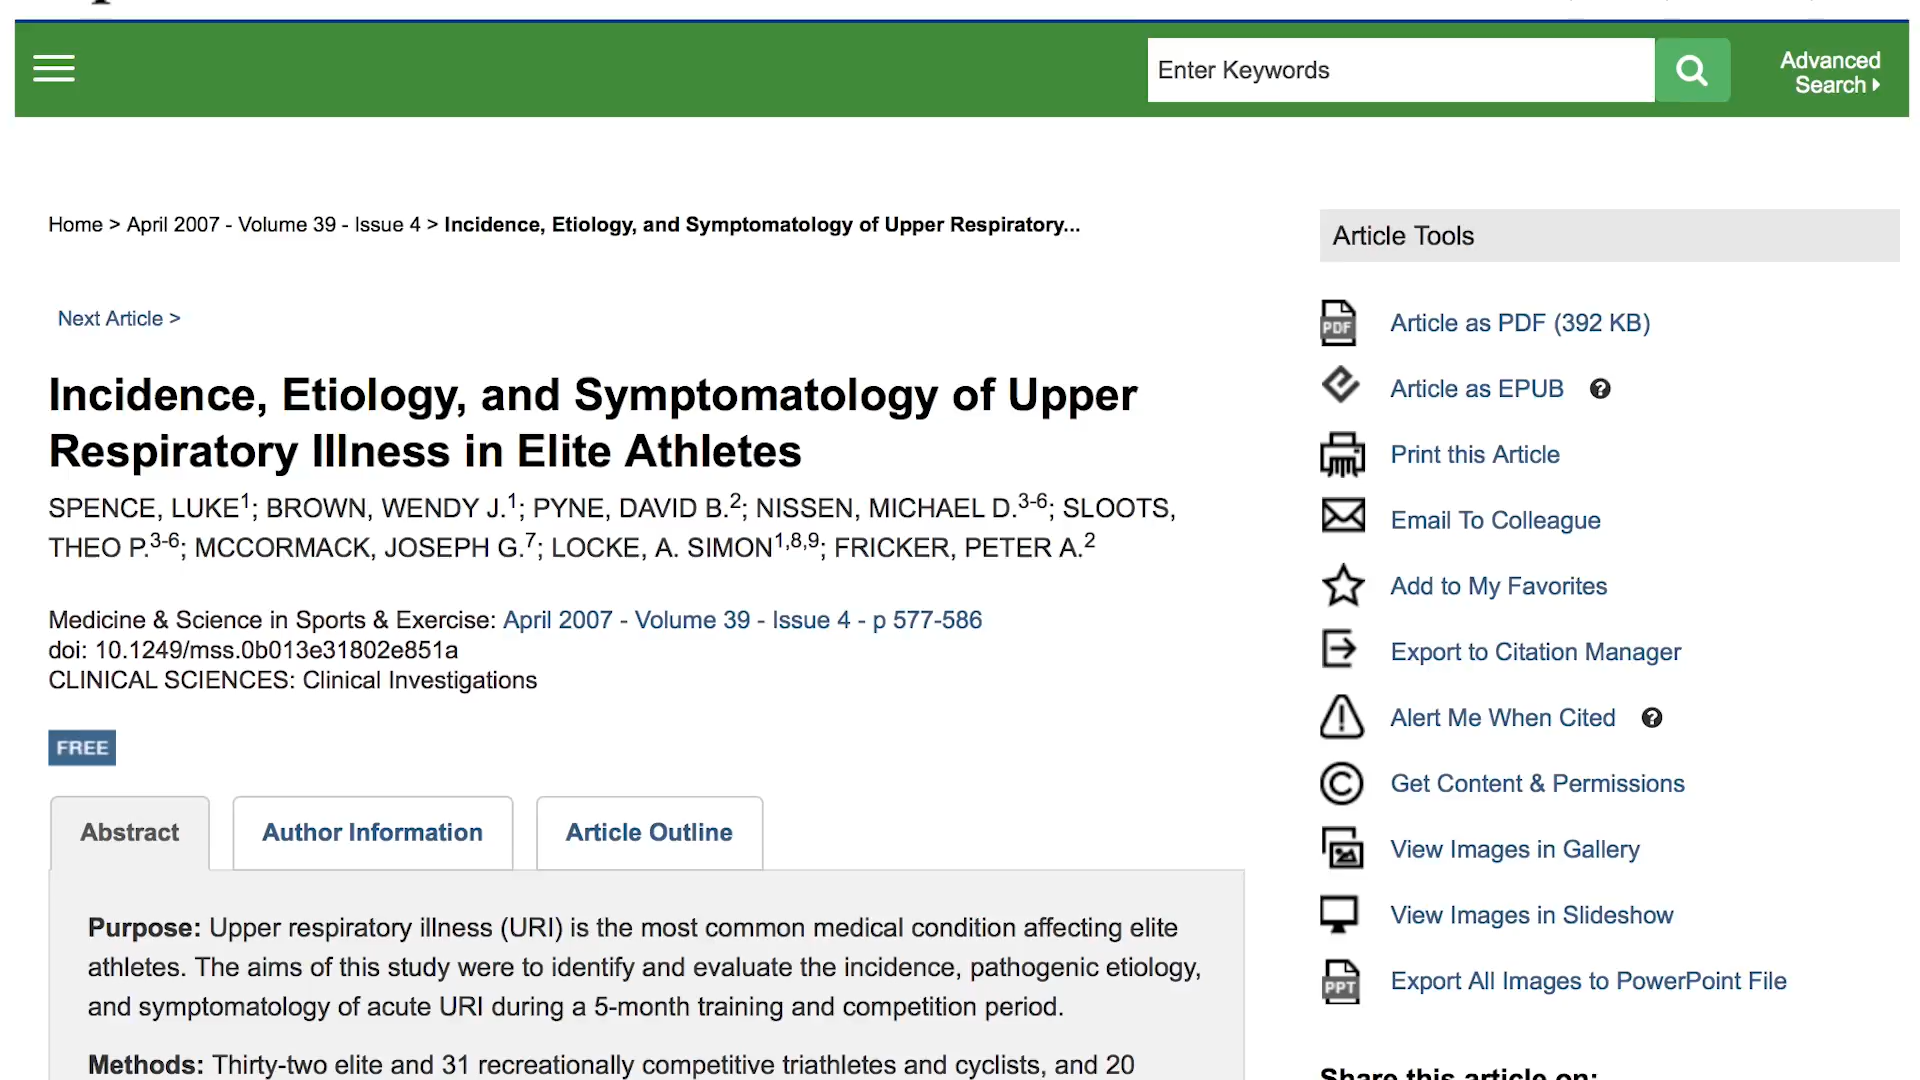 Enter Keywords
Advanced
Search
Home > April 2007 - Volume 39 - Issue 4 > Incidence, Etiology, and Symptomatology of Upper Respiratory...
Next Article >
Incidence, Etiology, and Symptomatology of Upper
Respiratory Illness in Elite Athletes
SPENCE, LUKE1; BROWN, WENDY J.1; PYNE, DAVID B.2; NISSEN, MICHAEL D.3-6; SLOOTS,
THEO P.3-6; MCCORMACK, JOSEPH G.7; LOCKE, A. SIMON1,8,9; FRICKER, PETER A.2
Medicine & Science in Sports & Exercise: April 2007 - Volume 39 - Issue 4 - p 577-586
doi: 10.1249/mss.0b013e31802e851a
CLINICAL SCIENCES: Clinical Investigations
FREE
Abstract
Author Information
Article Outline
Purpose: Upper respiratory illness (URI) is the most common medical condition affecting elite
athletes. The aims of this study were to identify and evaluate the incidence, pathogenic etiology,
and symptomatology of acute URI during a 5-month training and competition period.
Methods: Thirty-two elite and 31 recreationally competitive triathletes and cyclists, and 20
Article Tools
PDF
Article as PDF (392 KB)
Article as EPUB
Print this Article
Email To Colleague
Add to My Favorites
Export to Citation Manager
Alert Me When Cited
Get Content & Permissions
View Images in Gallery
View Images in Slideshow
PPT
Export All Images to PowerPoint File
Share this article on: